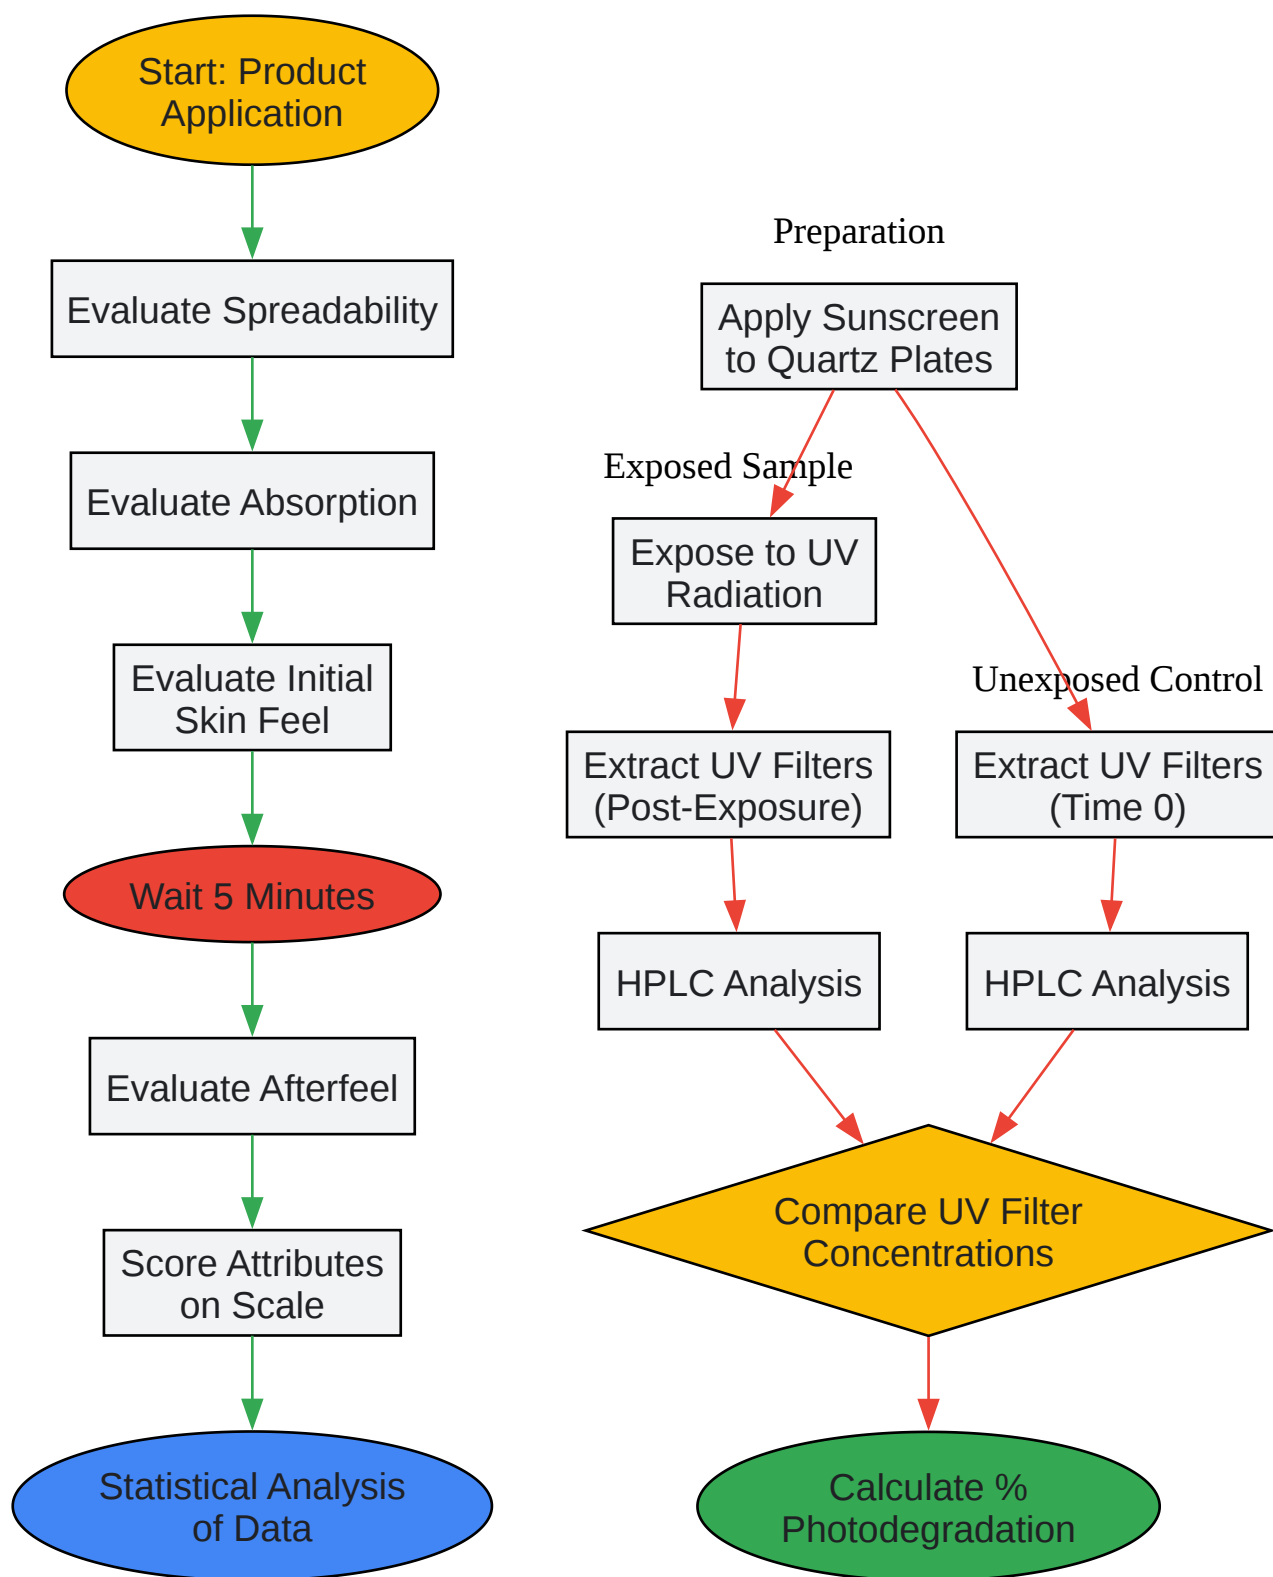 Start: Product
Application
Evaluate Spreadability
Evaluate Absorption
Evaluate Initial
Skin Feel
Wait 5 Minutes
Evaluate Afterfeel
Score Attributes
on Scale
Statistical Analysis
of Data
Preparation
Apply Sunscreen
to Quartz Plates
Exposed Sample
Expose to UV
Radiation
Extract UV Filters
(Post-Exposure)
HPLC Analysis
Unexposed Control
Extract UV Filters
(Time 0)
HPLC Analysis
Compare UV Filter
Concentrations
Calculate %
Photodegradation